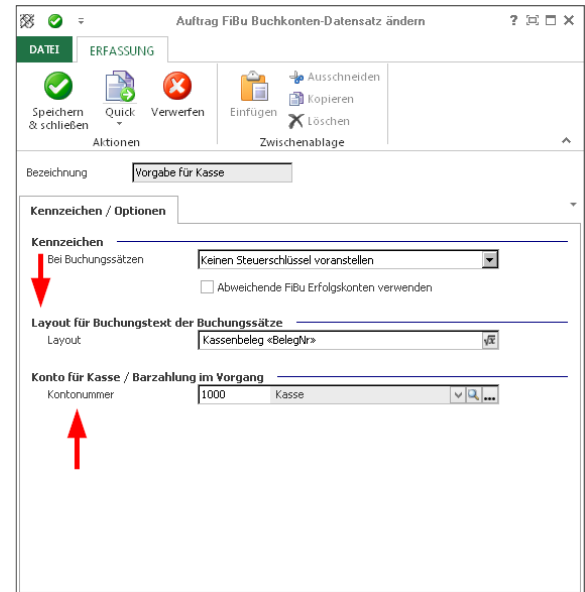 Auftrag FiBu Buchkonten-Datensatz ändern
DATEI ERFASSUNG
Speichern & schließen
Quick
Verwerfen
Einfügen
Ausschneiden
Kopieren
Löschen
Aktionen
Zwischenablage
Bezeichnung Vorgabe für Kasse
Kennzeichen / Optionen
Kennzeichen
Bei Buchungssätzen Keinen Steuerschlüssel voranstellen
Abweichende FiBu Erfolgskonten verwenden
Layout für Buchungstext der Buchungssätze
Layout Kassenbeleg «BelegNr»
Konto für Kasse / Barzahlung im Vorgang
Kontonummer 1000 Kasse